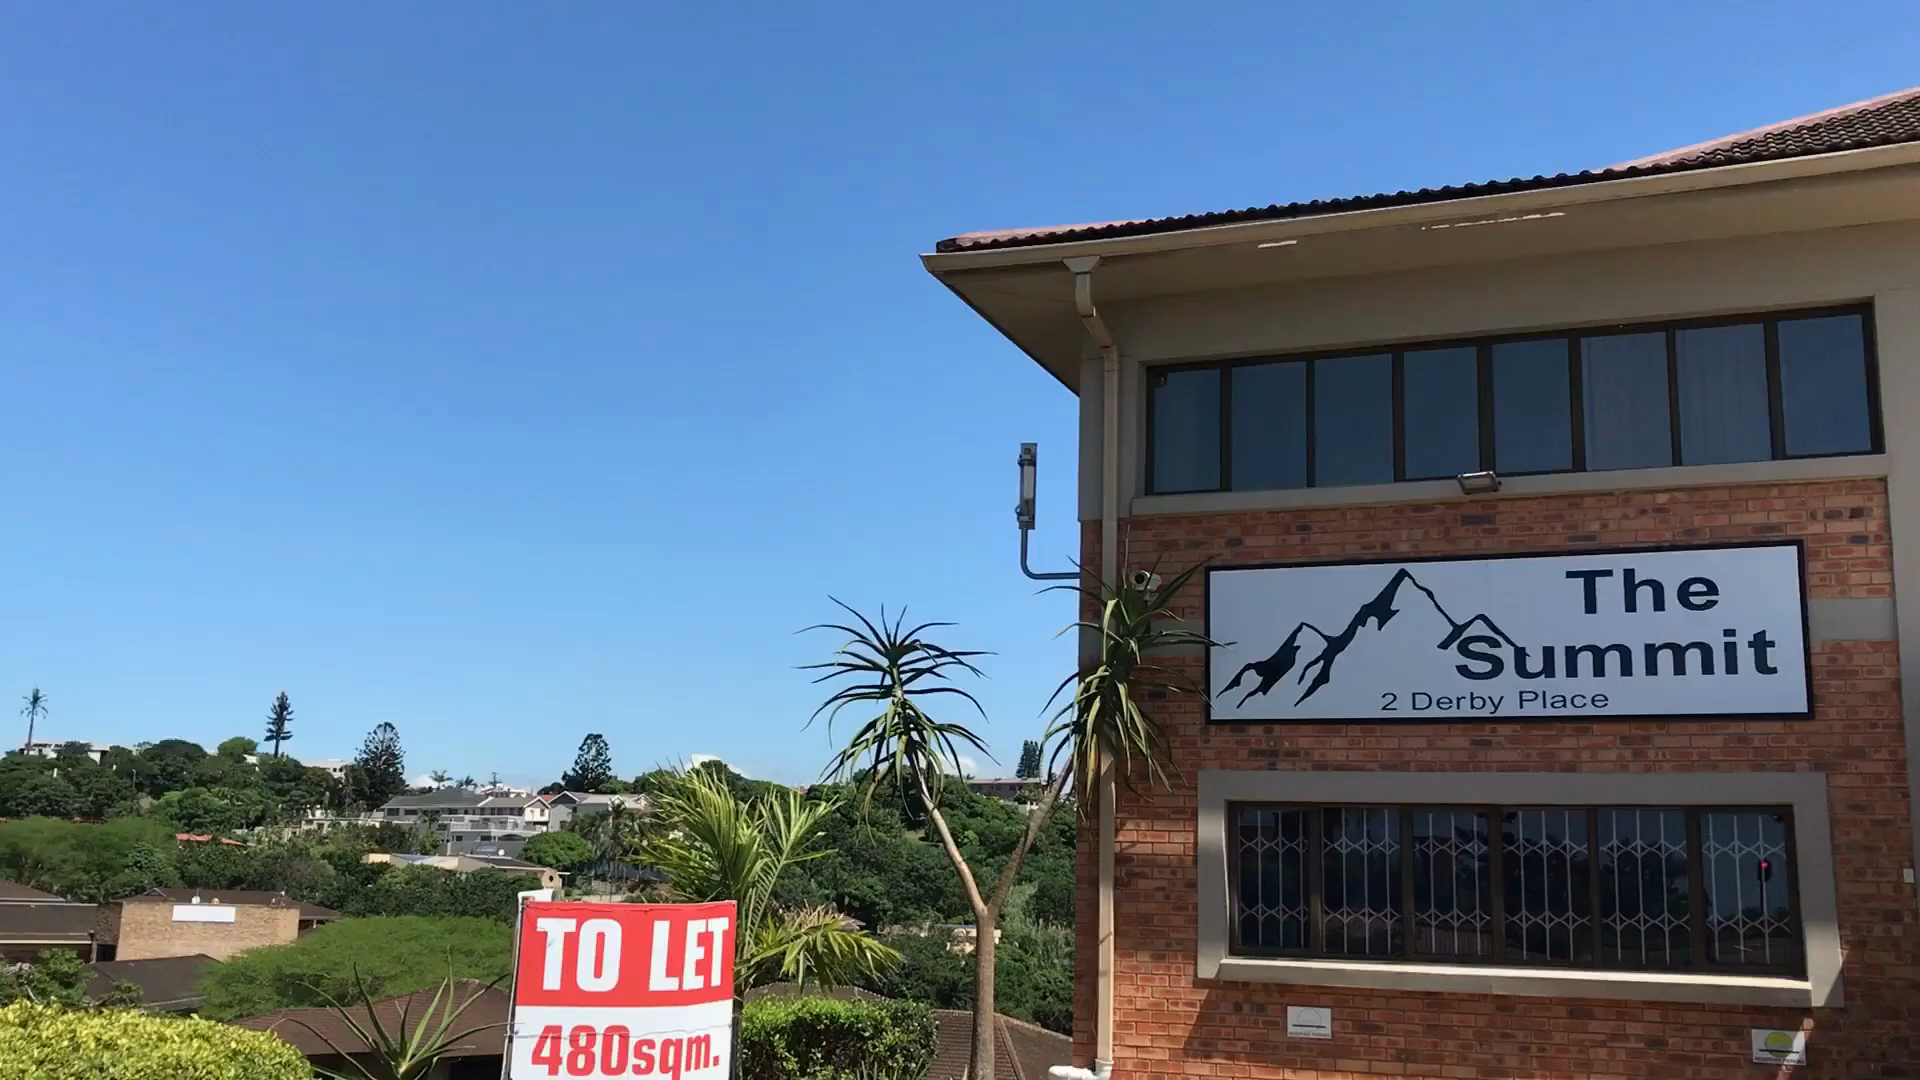 The
Summit
2 Derby Place
TO LET
480sqm.